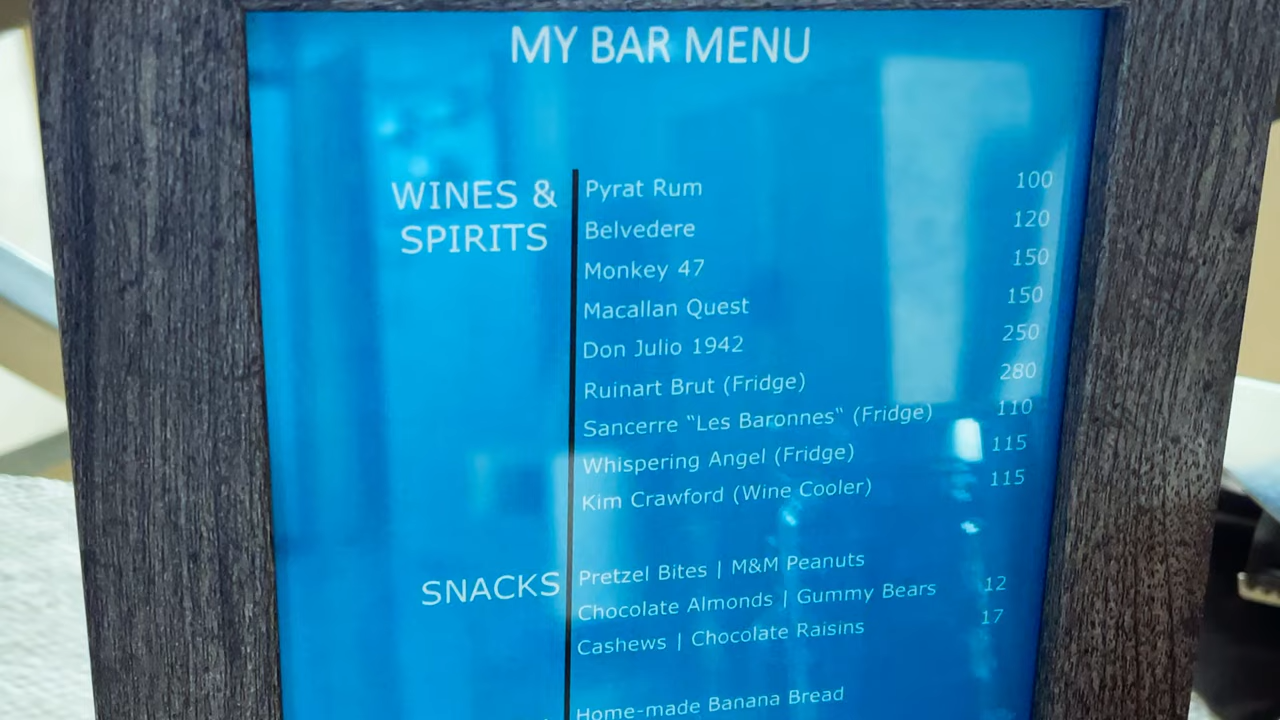 MY BAR MENU
WINES &
SPIRITS
Pyrat Rum 100
Belvedere 120
Monkey 47 150
Macallan Quest 150
Don Julio 1942 250
Ruinart Brut (Fridge) 280
Sancerre "Les Baronnes" (Fridge) 110
Whispering Angel (Fridge) 115
Kim Crawford (Wine Cooler) 115
SNACKS
Pretzel Bites | M&M Peanuts
Chocolate Almonds | Gummy Bears 12
Cashews | Chocolate Raisins 17
Home-made Banana Bread